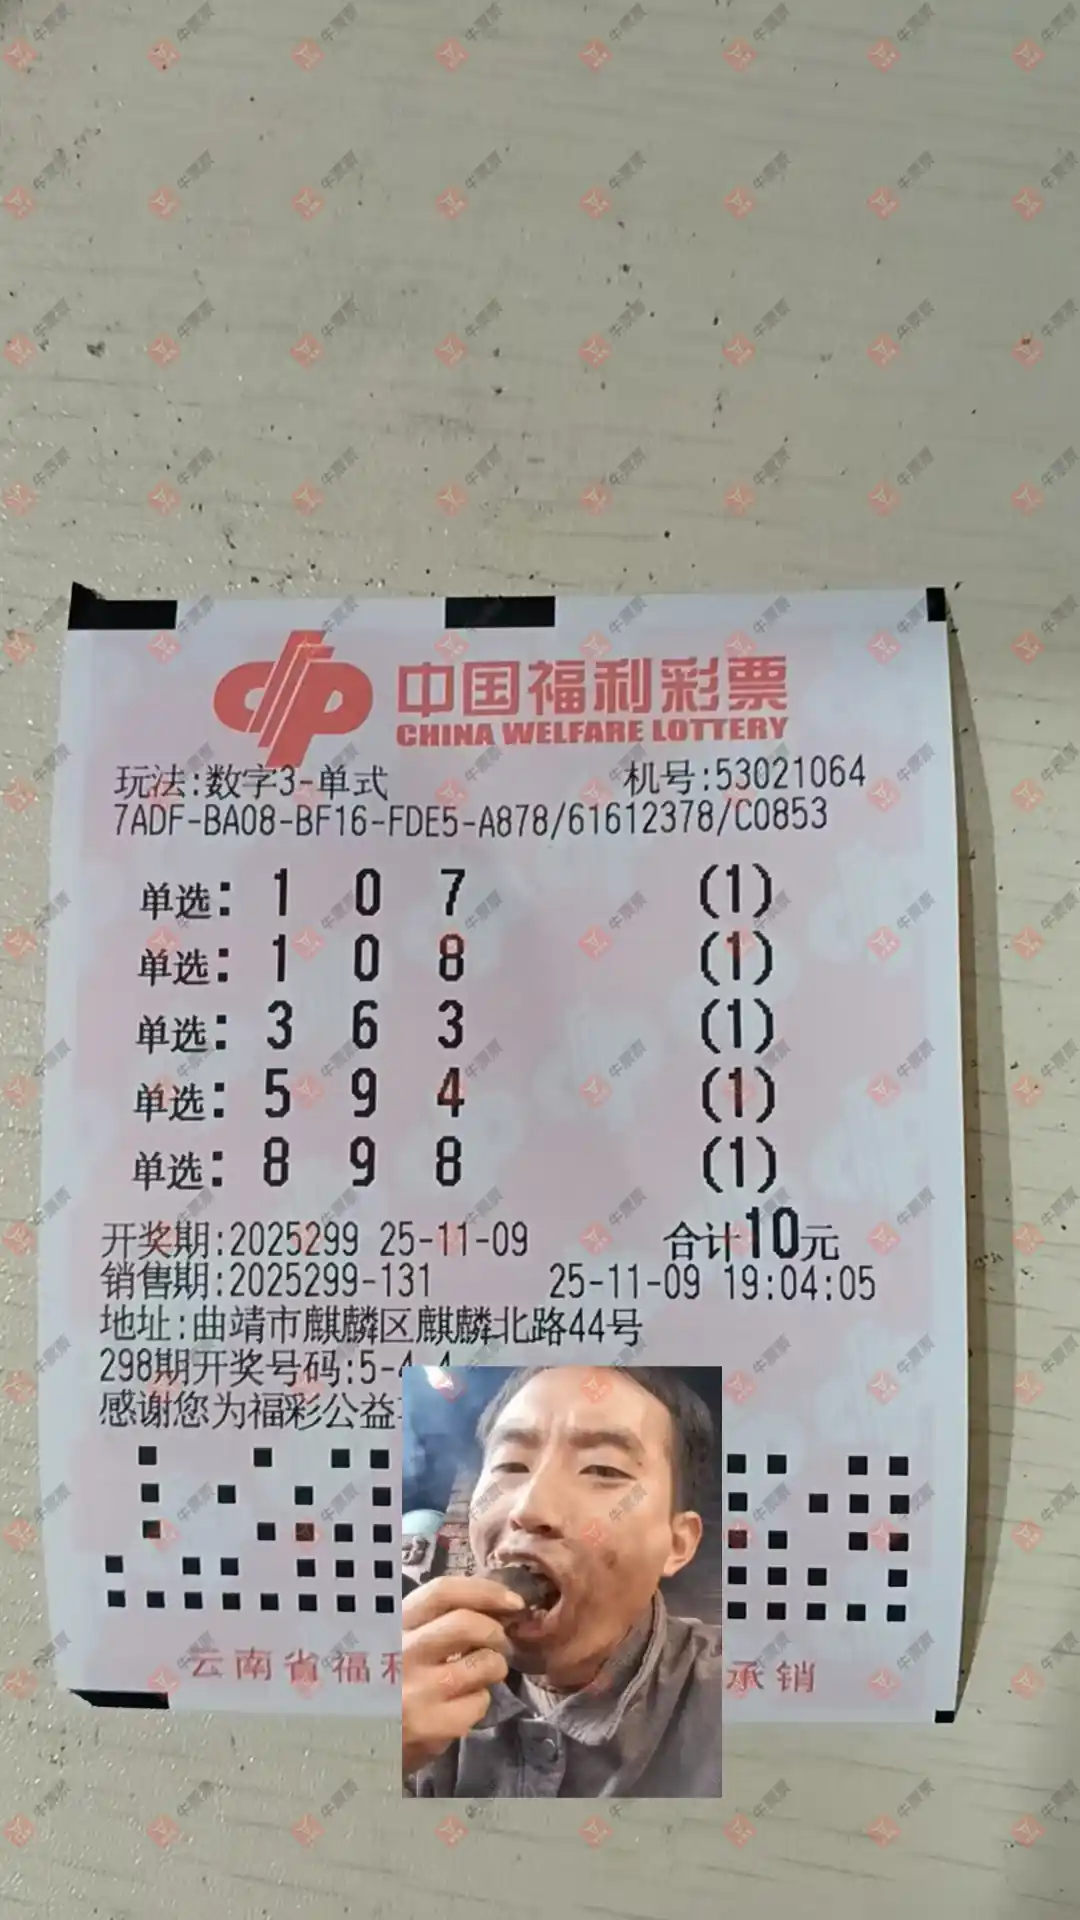 中国福利彩票
CHINA WELFARE LOTTERY
玩法:数字3-单式 机号:53021064
7ADF-BA08-BF16-FDE5-A878/61612378/C0853
单选: 1 0 7 (1)
单选: 1 0 8 (1)
单选: 3 6 3 (1)
单选: 5 9 4 (1)
单选: 8 9 8 (1)
开奖期:2025299 25-11-09 合计10元
销售期:2025299-131 25-11-09 19:04:05
地址:曲靖市麒麟区麒麟北路44号
298期开奖号码:5-4-4
感谢您为福彩公益
云南省福利 承销
牛票票